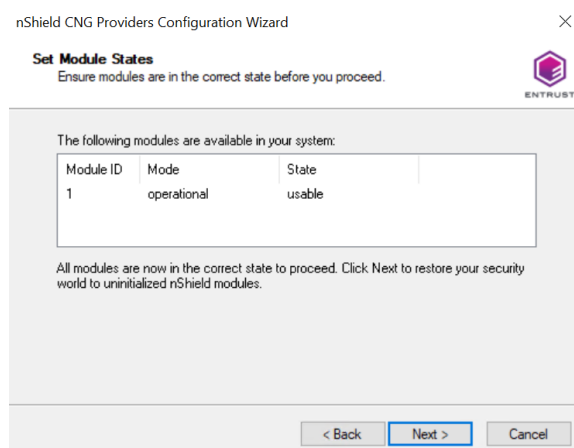 nShield CNG Providers Configuration Wizard
Set Module States
Ensure modules are in the correct state before you proceed.
ENTRUST
The following modules are available in your system:
Module ID Mode State
1 operational usable
All modules are now in the correct state to proceed. Click Next to restore your security
world to uninitialized nShield modules.
< Back Next > Cancel